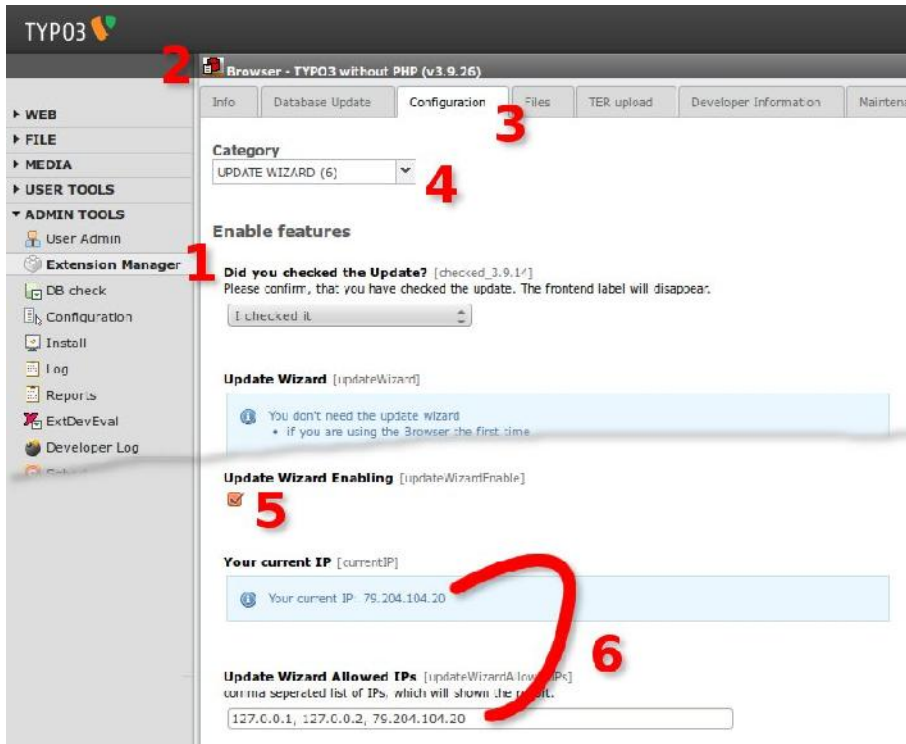 TYPO3
2
Browser - TYPO3 without PHP (v3.9.26)
Info Database Update Configuration Files TER upload Developer Information
3
WEB
FILE
MEDIA
USER TOOLS
ADMIN TOOLS
User Admin
1
Extension Manager
DB check
Configuration
Install
Log
Reports
ExtDevEval
Developer Log
Category
UPDATE WIZARD (6)
4
Enable features
Did you checked the Update? [checked_3.9.14]
Please confirm, that you have checked the update. The frontend label will disappear.
I checked it
Update Wizard [updateWizard]
You don't need the update wizard
• if you are using the Browser the first time
Update Wizard Enabling [updateWizardEnable]
5
Your current IP [currentIP]
Your current IP: 79.204.104.20
6
Update Wizard Allowed IPs [updateWizardAllowedIPs]
comma seperated list of IPs, which will shown the result.
127.0.0.1, 127.0.0.2, 79.204.104.20